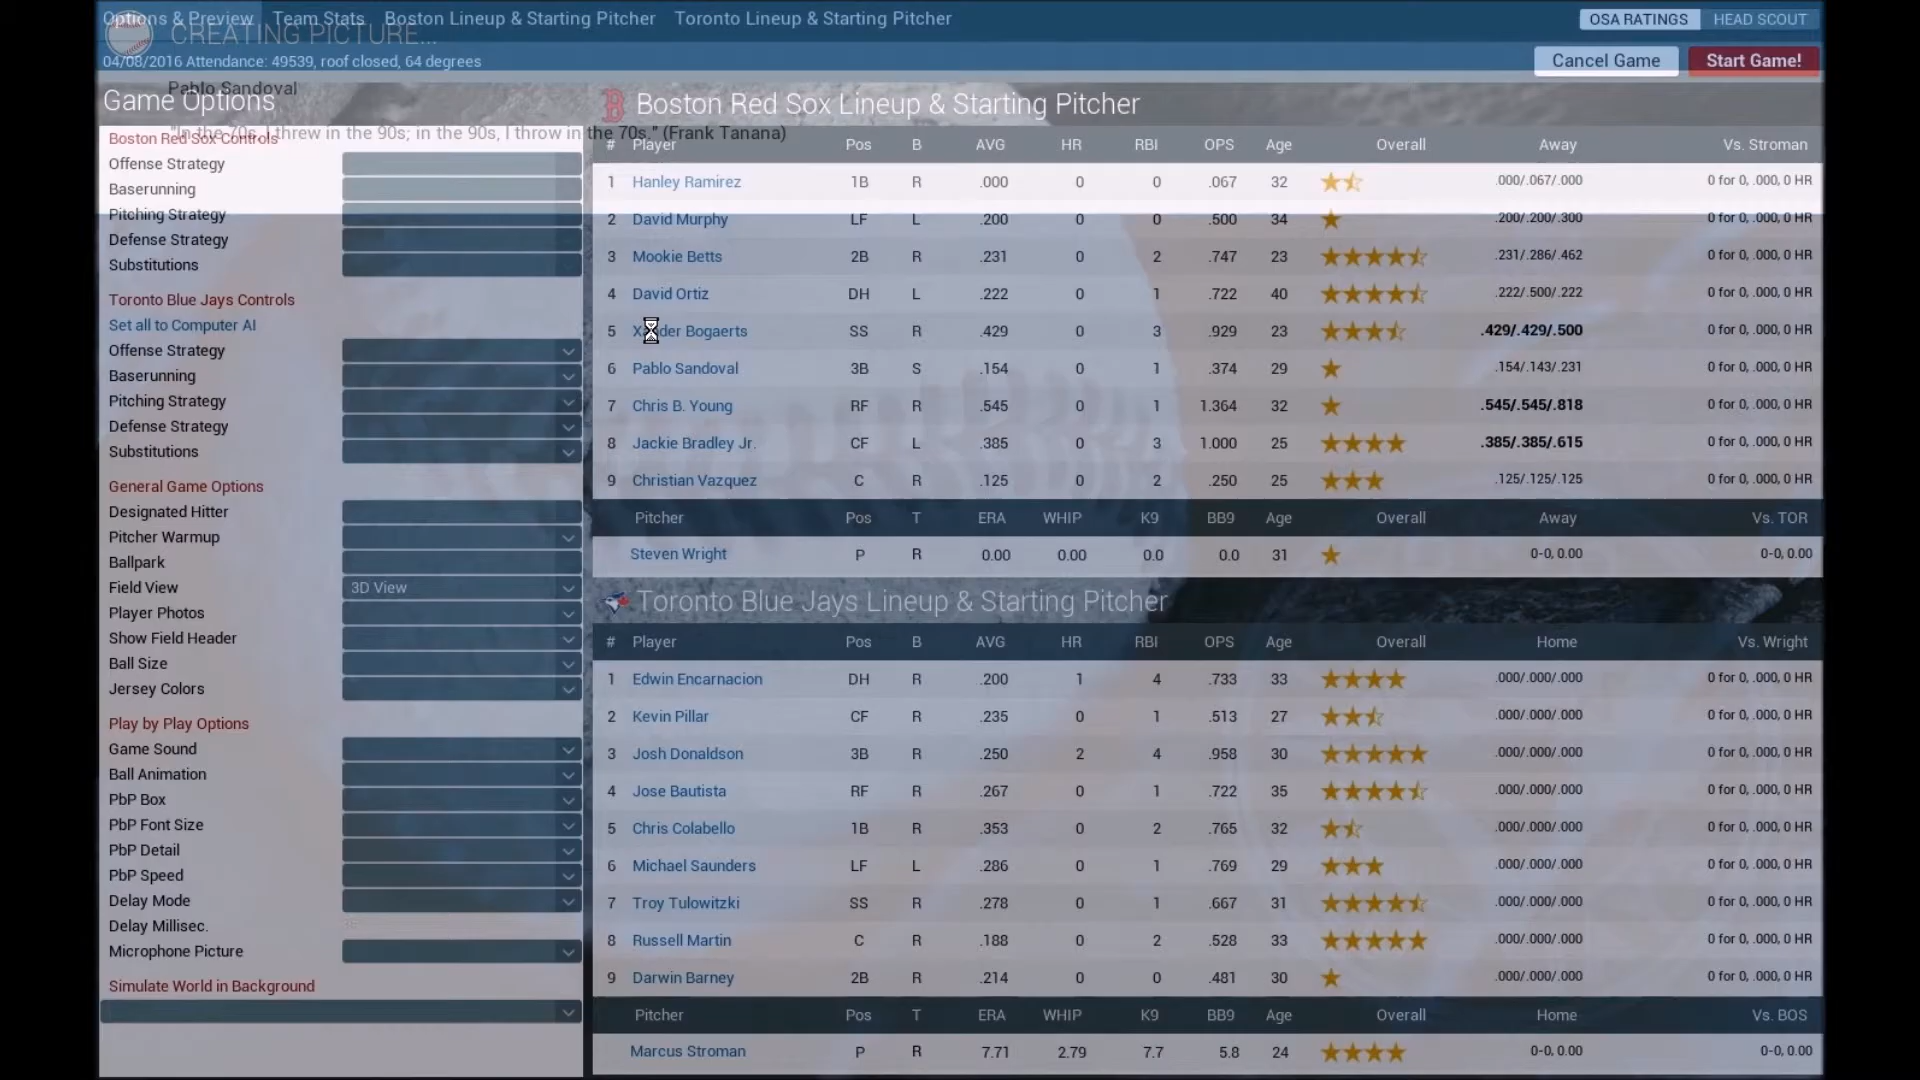 Options & Preview Team Stats Boston Lineup & Starting Pitcher Toronto Lineup & Starting Pitcher OSA RATINGS HEAD SCOUT
CREATING PICTURE...
04/08/2016 Attendance: 49539, roof closed, 64 degrees Cancel Game Start Game!
Pablo Sandoval
Game Options
"In the 70s, I threw in the 90s; in the 90s, I throw in the 70s." (Frank Tanana)
Boston Red Sox Controls
Offense Strategy
Baserunning
Pitching Strategy
Defense Strategy
Substitutions
Toronto Blue Jays Controls
Set all to Computer AI
Offense Strategy
Baserunning
Pitching Strategy
Defense Strategy
Substitutions
General Game Options
Designated Hitter
Pitcher Warmup
Ballpark
Field View 3D View
Player Photos
Show Field Header
Ball Size
Jersey Colors
Play by Play Options
Game Sound
Ball Animation
PbP Box
PbP Font Size
PbP Detail
PbP Speed
Delay Mode
Delay Millisec.
Microphone Picture
Simulate World in Background
B Boston Red Sox Lineup & Starting Pitcher
# Player Pos B AVG HR RBI OPS Age Overall Away Vs. Stroman
1 Hanley Ramirez 1B R .000 0 0 .067 32 .000/.067/.000 0 for 0, .000, 0 HR
2 David Murphy LF L .200 0 0 .500 34 .200/.200/.300 0 for 0, .000, 0 HR
3 Mookie Betts 2B R .231 0 2 .747 23 .231/.286/.462 0 for 0, .000, 0 HR
4 David Ortiz DH L .222 0 1 .722 40 .222/.500/.222 0 for 0, .000, 0 HR
5 Xander Bogaerts SS R .429 0 3 .929 23 .429/.429/.500 0 for 0, .000, 0 HR
6 Pablo Sandoval 3B S .154 0 1 .374 29 .154/.143/.231 0 for 0, .000, 0 HR
7 Chris B. Young RF R .545 0 1 1.364 32 .545/.545/.818 0 for 0, .000, 0 HR
8 Jackie Bradley Jr. CF L .385 0 3 1.000 25 .385/.385/.615 0 for 0, .000, 0 HR
9 Christian Vazquez C R .125 0 2 .250 25 .125/.125/.125 0 for 0, .000, 0 HR
Pitcher Pos T ERA WHIP K9 BB9 Age Overall Away Vs. TOR
Steven Wright P R 0.00 0.00 0.0 0.0 31 0-0, 0.00 0-0, 0.00
Toronto Blue Jays Lineup & Starting Pitcher
# Player Pos B AVG HR RBI OPS Age Overall Home Vs. Wright
1 Edwin Encarnacion DH R .200 1 4 .733 33 .000/.000/.000 0 for 0, .000, 0 HR
2 Kevin Pillar CF R .235 0 1 .513 27 .000/.000/.000 0 for 0, .000, 0 HR
3 Josh Donaldson 3B R .250 2 4 .958 30 .000/.000/.000 0 for 0, .000, 0 HR
4 Jose Bautista RF R .267 0 1 .722 35 .000/.000/.000 0 for 0, .000, 0 HR
5 Chris Colabello 1B R .353 0 2 .765 32 .000/.000/.000 0 for 0, .000, 0 HR
6 Michael Saunders LF L .286 0 1 .769 29 .000/.000/.000 0 for 0, .000, 0 HR
7 Troy Tulowitzki SS R .278 0 1 .667 31 .000/.000/.000 0 for 0, .000, 0 HR
8 Russell Martin C R .188 0 2 .528 33 .000/.000/.000 0 for 0, .000, 0 HR
9 Darwin Barney 2B R .214 0 0 .481 30 .000/.000/.000 0 for 0, .000, 0 HR
Pitcher Pos T ERA WHIP K9 BB9 Age Overall Home Vs. BOS
Marcus Stroman P R 7.71 2.79 7.7 5.8 24 0-0, 0.00 0-0, 0.00